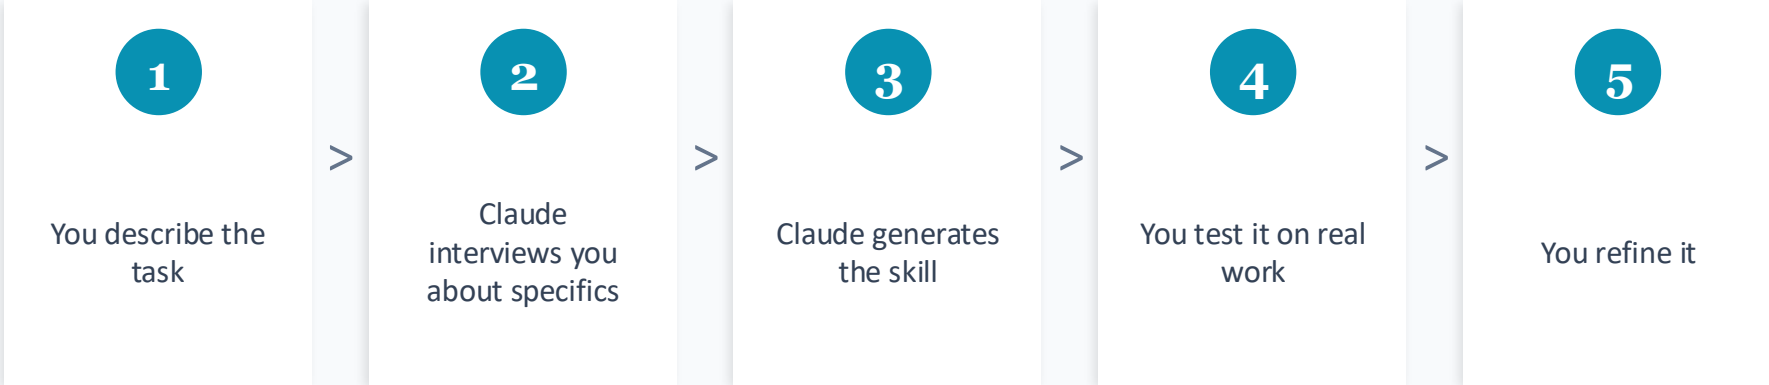 1
You describe the
task
>
2
Claude
interviews you
about specifics
>
3
Claude generates
the skill
>
4
You test it on real
work
>
5
You refine it